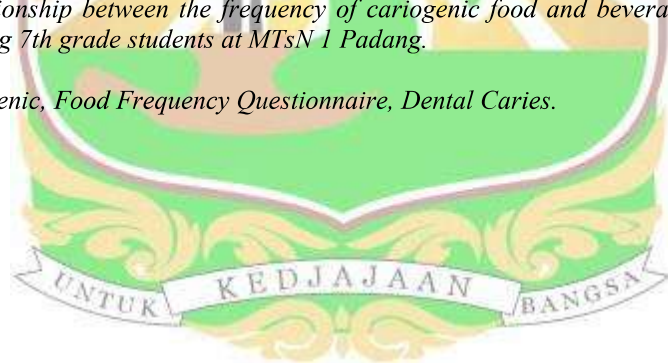 ionship between the frequency of cariogenic food and
g 7th grade students at MTsN 1 Padang.
enic, Food Frequency Questionnaire, Dental Caries.
UNTUK KEDJAJAAN BANGSA